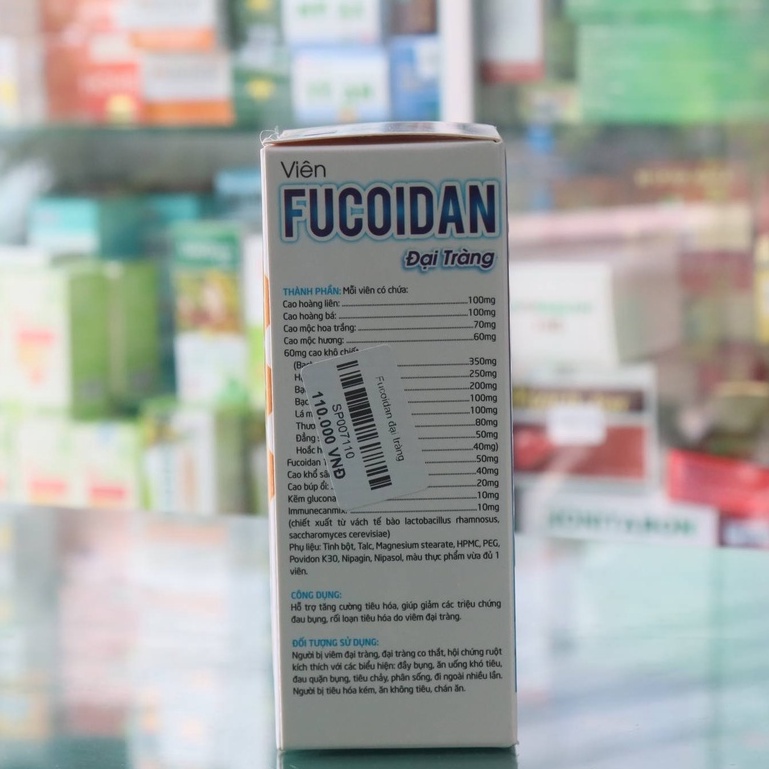 Viên
FUCOIDAN
Đại Tràng
THÀNH PHẦN: Mỗi viên có chứa:
Cao hoàng liên: 100mg
Cao hoàng bá: 100mg
Cao mộc hoa trắng: 70mg
Cao mộc hương: 60mg
60mg cao khô chiết
350mg
250mg
200mg
100mg
100mg
80mg
50mg
40mg)
Fucoidan 50mg
40mg
20mg
10mg
Immunecanmix 10mg
(chiết xuất từ vách tế bào lactobacillus rhamnosus,
saccharomyces cerevisiae)
Phụ liệu: Tinh bột, Talc, Magnesium stearate, HPMC, PEG,
Povidon K30, Nipagin, Nipasol, màu thực phẩm vừa đủ 1
viên.
CÔNG DỤNG:
Hỗ trợ tăng cường tiêu hóa, giúp giảm các triệu chứng
đau bụng, rối loạn tiêu hóa do viêm đại tràng.
ĐỐI TƯỢNG SỬ DỤNG:
Người bị viêm đại tràng, đại tràng co thắt, hội chứng ruột
kích thích với các biểu hiện: đầy bụng, ăn uống khó tiêu,
đau quặn bụng, tiêu chảy, phân sống, đi ngoài nhiều lần.
Người bị tiêu hóa kém, ăn không tiêu, chán ăn.
Fucoidan đại tràng
SP007110
110.000 VNĐ